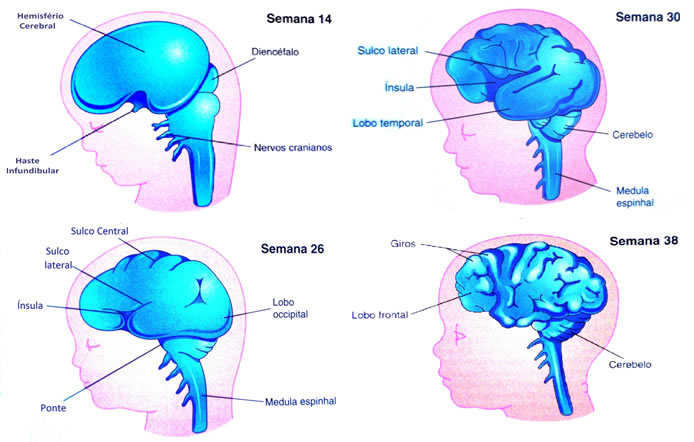 Semana 14
Hemisfério
Cerebral
Diencéfalo
Nervos cranianos
Haste
Infundibular
Semana 30
Sulco lateral
Ínsula
Lobo temporal
Cerebelo
Medula
espinhal
Semana 26
Sulco Central
Sulco
lateral
Ínsula
Lobo
occipital
Ponte
Medula espinhal
Semana 38
Giros
Lobo frontal
Cerebelo